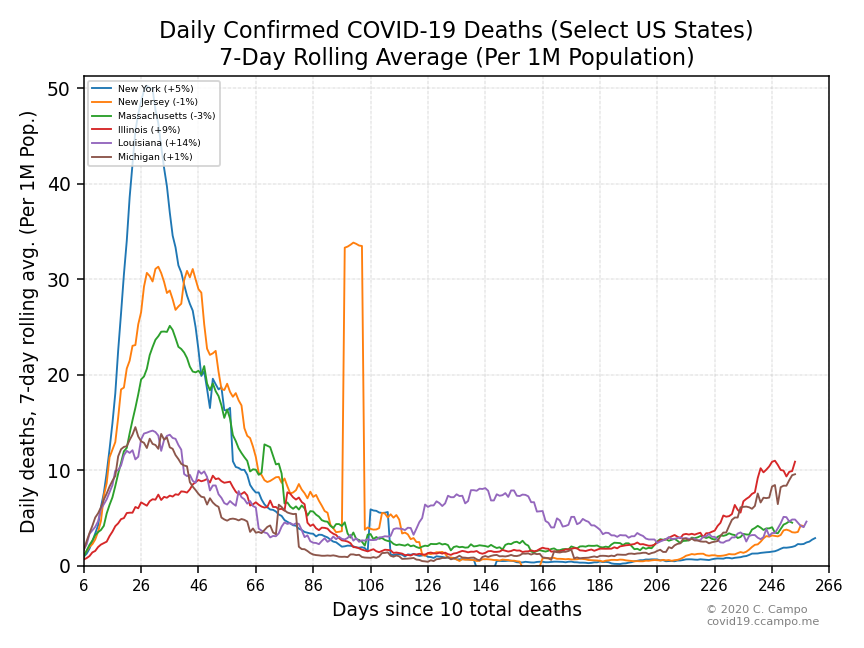 Daily Confirmed COVID-19 Deaths (Select US States)
7-Day Rolling Average (Per 1M Population)
Daily deaths, 7-day rolling avg. (Per 1M Pop.)
50
40
30
20
10
0
New York (+5%)
New Jersey (-1%)
Massachusetts (-3%)
Illinois (+9%)
Louisiana (+14%)
Michigan (+1%)
6 26 46 66 86 106 126 146 166 186 206 226 246 266
Days since 10 total deaths
© 2020 C. Campo
covid19.ccampo.me